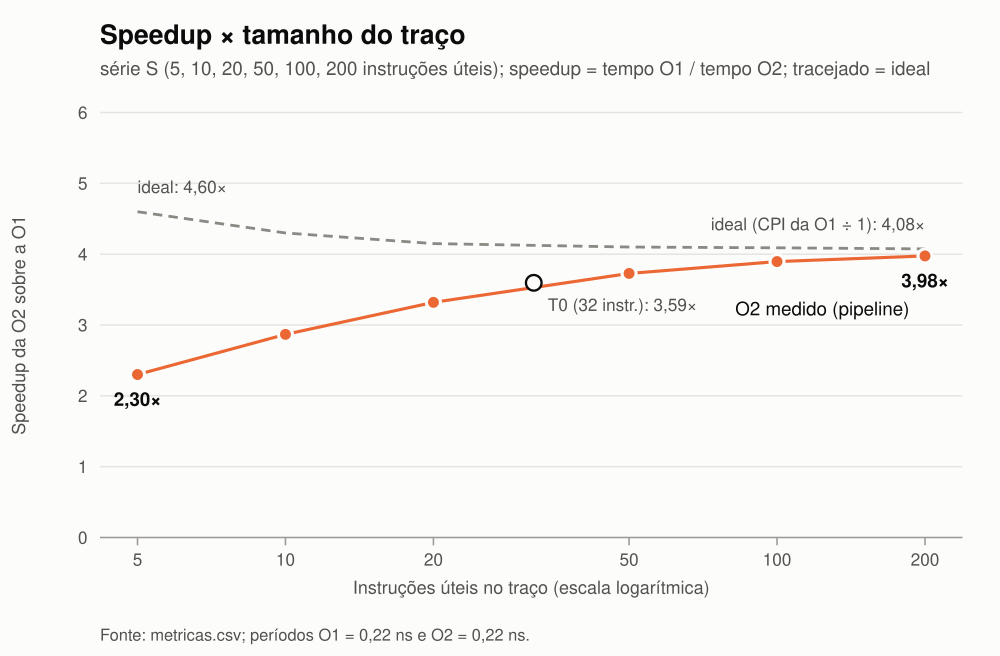 Speedup × tamanho do traço
série S (5, 10, 20, 50, 100, 200 instruções úteis); speedup = tempo O1 / tempo O2; tracejado = ideal
Speedup da O2 sobre a O1
6
5
4
3
2
1
0
ideal: 4,60×
ideal (CPI da O1 ÷ 1): 4,08×
3,98×
T0 (32 instr.): 3,59×
O2 medido (pipeline)
2,30×
5 10 20 50 100 200
Instruções úteis no traço (escala logarítmica)
Fonte: metricas.csv; períodos O1 = 0,22 ns e O2 = 0,22 ns.